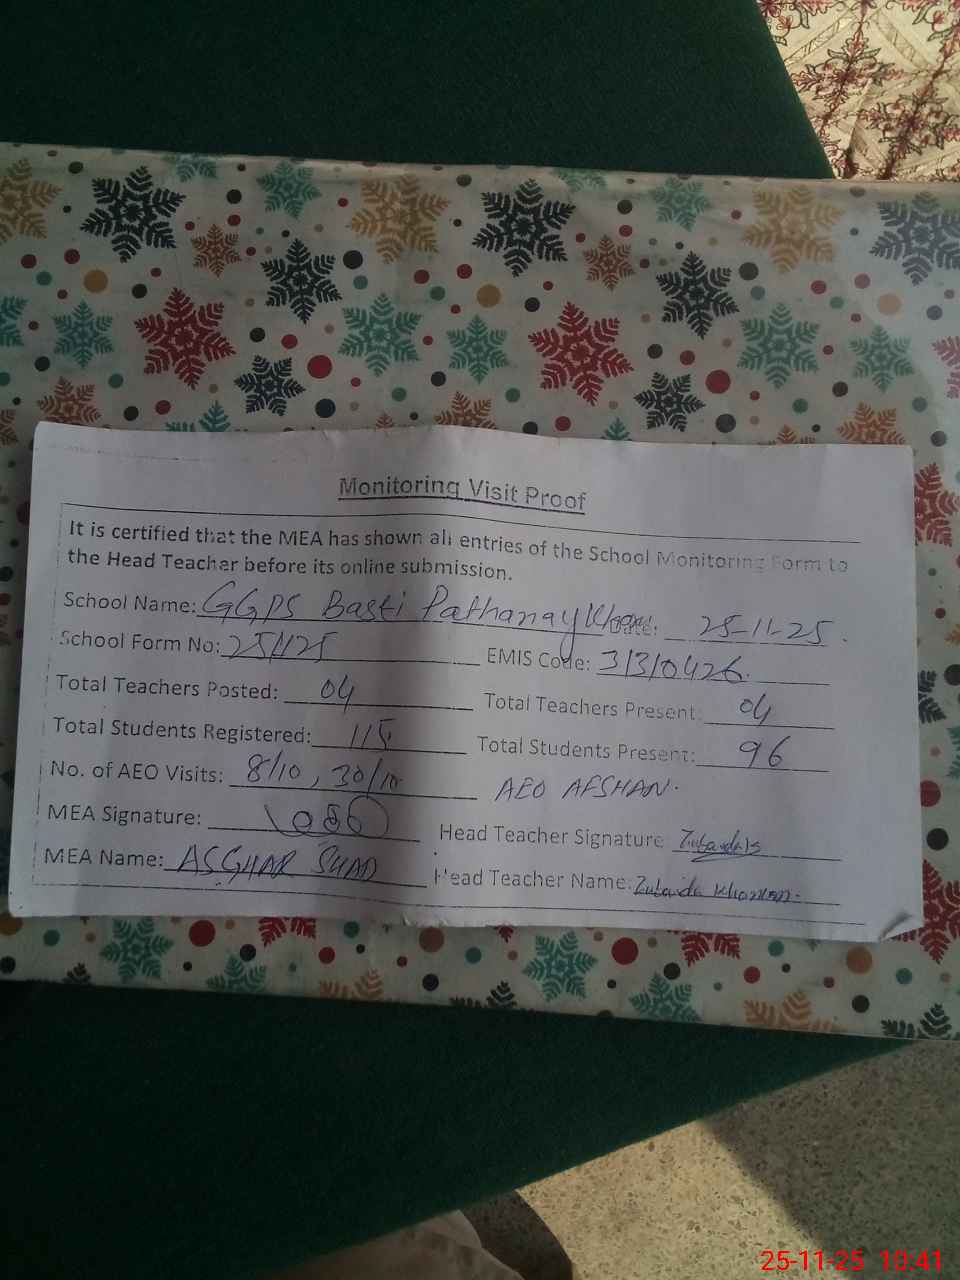 Monitoring Visit Proof
It is certified that the MEA has shown all entries of the School Monitoring Form to
the Head Teacher before its online submission.
School Name: GGPS Basti Pathanay Khan Date: 25-11-25.
School Form No: 251125 EMIS Code: 31310426.
Total Teachers Posted: 04 Total Teachers Present: 04
Total Students Registered: 115 Total Students Present: 96
No. of AEO Visits: 8/10, 30/10. AEO AFSHAN.
MEA Signature: Head Teacher Signature:
MEA Name: ASGHAR Head Teacher Name: Zubaida
25-11-25 10:41